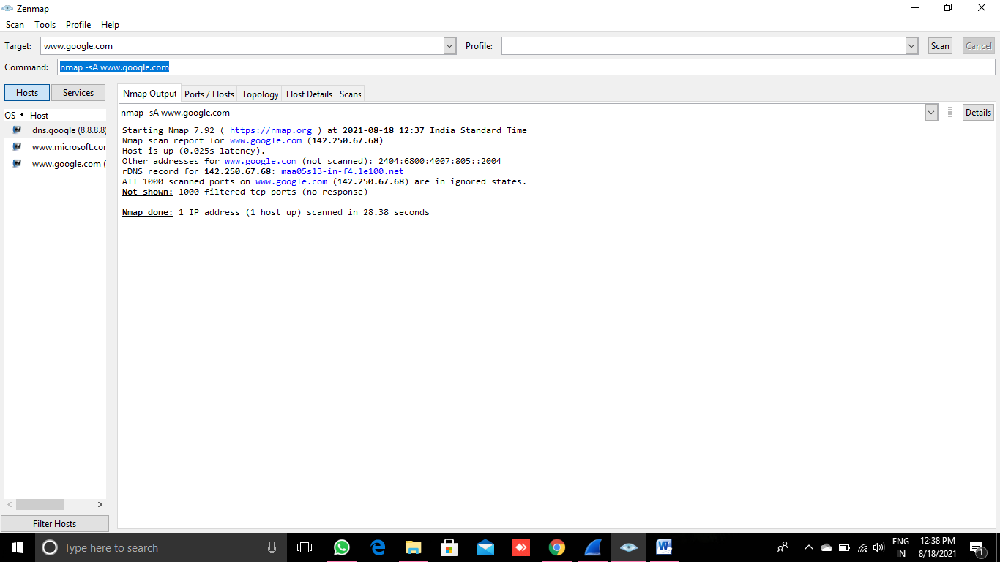 Zenmap
Scan Tools Profile Help
Target: www.google.com Profile: Scan Cancel
Command: nmap -sA www.google.com
Hosts Services
Nmap Output Ports / Hosts Topology Host Details Scans
OS Host
nmap -sA www.google.com Details
dns.google (8.8.8.8)
www.microsoft.cor
www.google.com (
Starting Nmap 7.92 ( https://nmap.org ) at 2021-08-18 12:37 India Standard Time
Nmap scan report for www.google.com (142.250.67.68)
Host is up (0.025s latency).
Other addresses for www.google.com (not scanned): 2404:6800:4007:805::2004
rDNS record for 142.250.67.68: maa05s13-in-f4.1e100.net
All 1000 scanned ports on www.google.com (142.250.67.68) are in ignored states.
Not shown: 1000 filtered tcp ports (no-response)
Nmap done: 1 IP address (1 host up) scanned in 28.38 seconds
Filter Hosts
Type here to search
ENG
IN
12:38 PM
8/18/2021
1